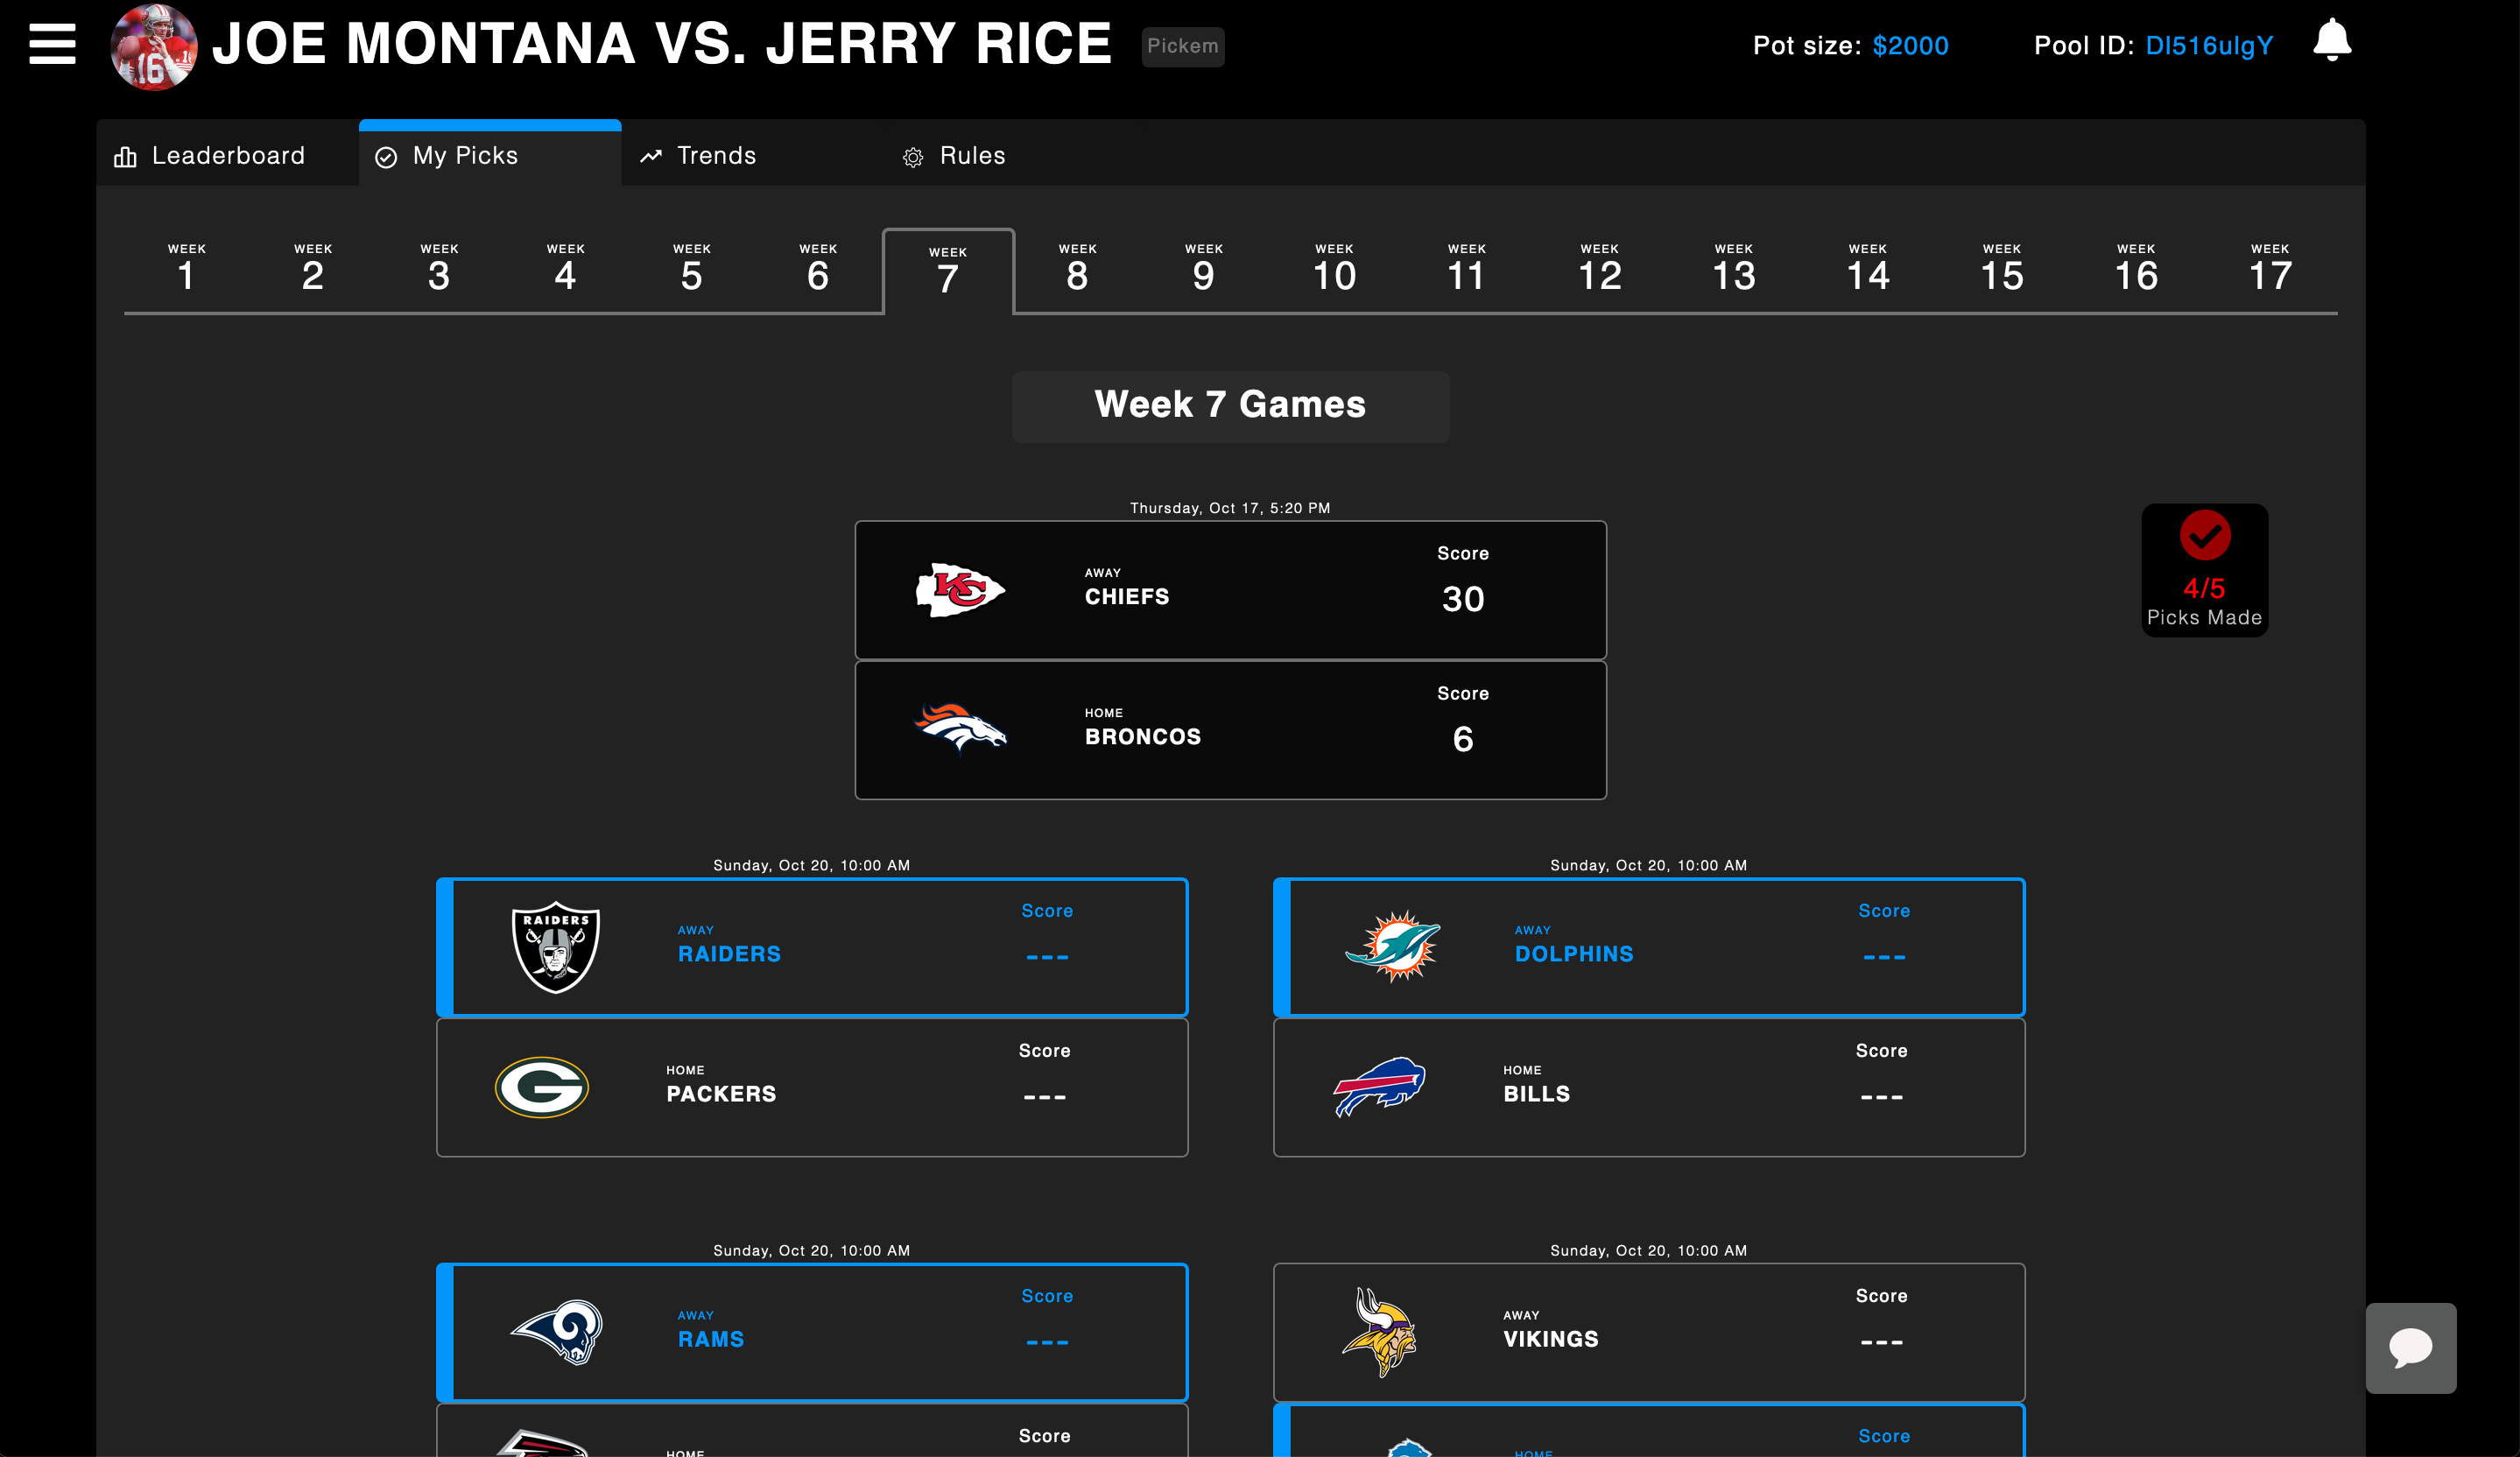 JOE MONTANA VS. JERRY RICE
Pickem
Pot size: $2000
Pool ID: DI516ulgY
16
Leaderboard
My Picks
Trends
Rules
WEEK 1
WEEK 2
WEEK 3
WEEK 4
WEEK 5
WEEK 6
WEEK 7
WEEK 8
WEEK 9
WEEK 10
WEEK 11
WEEK 12
WEEK 13
WEEK 14
WEEK 15
WEEK 16
WEEK 17
Week 7 Games
Thursday, Oct 17, 5:20 PM
KC
AWAY
CHIEFS
Score
30
HOME
BRONCOS
Score
6
4/5
Picks Made
Sunday, Oct 20, 10:00 AM
RAIDERS
AWAY
RAIDERS
Score
---
G
HOME
PACKERS
Score
---
Sunday, Oct 20, 10:00 AM
AWAY
DOLPHINS
Score
---
HOME
BILLS
Score
---
Sunday, Oct 20, 10:00 AM
AWAY
RAMS
Score
---
HOME
Score
Sunday, Oct 20, 10:00 AM
AWAY
VIKINGS
Score
---
HOME
Score